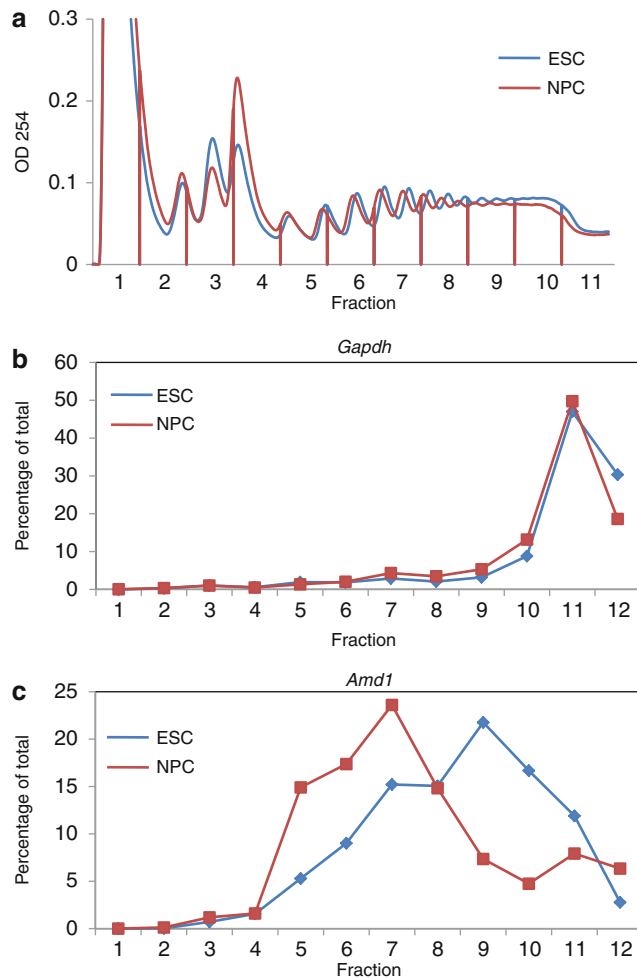 a
0.3
0.2
0.1
0
OD 254
ESC
NPC
1 2 3 4 5 6 7 8 9 10 11
Fraction
b
Gapdh
60
50
40
30
20
10
0
Percentage of total
ESC
NPC
1 2 3 4 5 6 7 8 9 10 11 12
Fraction
c
Amd1
25
20
15
10
5
0
Percentage of total
ESC
NPC
1 2 3 4 5 6 7 8 9 10 11 12
Fraction